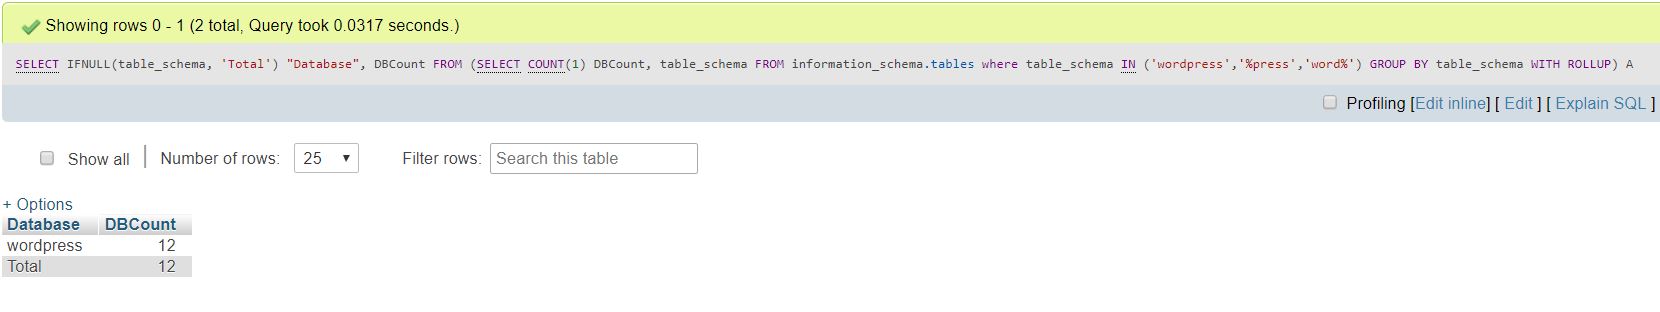 Showing rows 0 - 1 (2 total, Query took 0.0317 seconds.)
SELECT IFNULL(table_schema, 'Total') "Database", DBCount FROM (SELECT COUNT(1) DBCount, table_schema FROM information_schema.tables where table_schema IN ('wordpress','%press','word%') GROUP BY table_schema WITH ROLLUP) A
Profiling [Edit inline] [ Edit ] [ Explain SQL ]
Show all | Number of rows: 25 Filter rows: Search this table
+ Options
Database DBCount
wordpress 12
Total 12